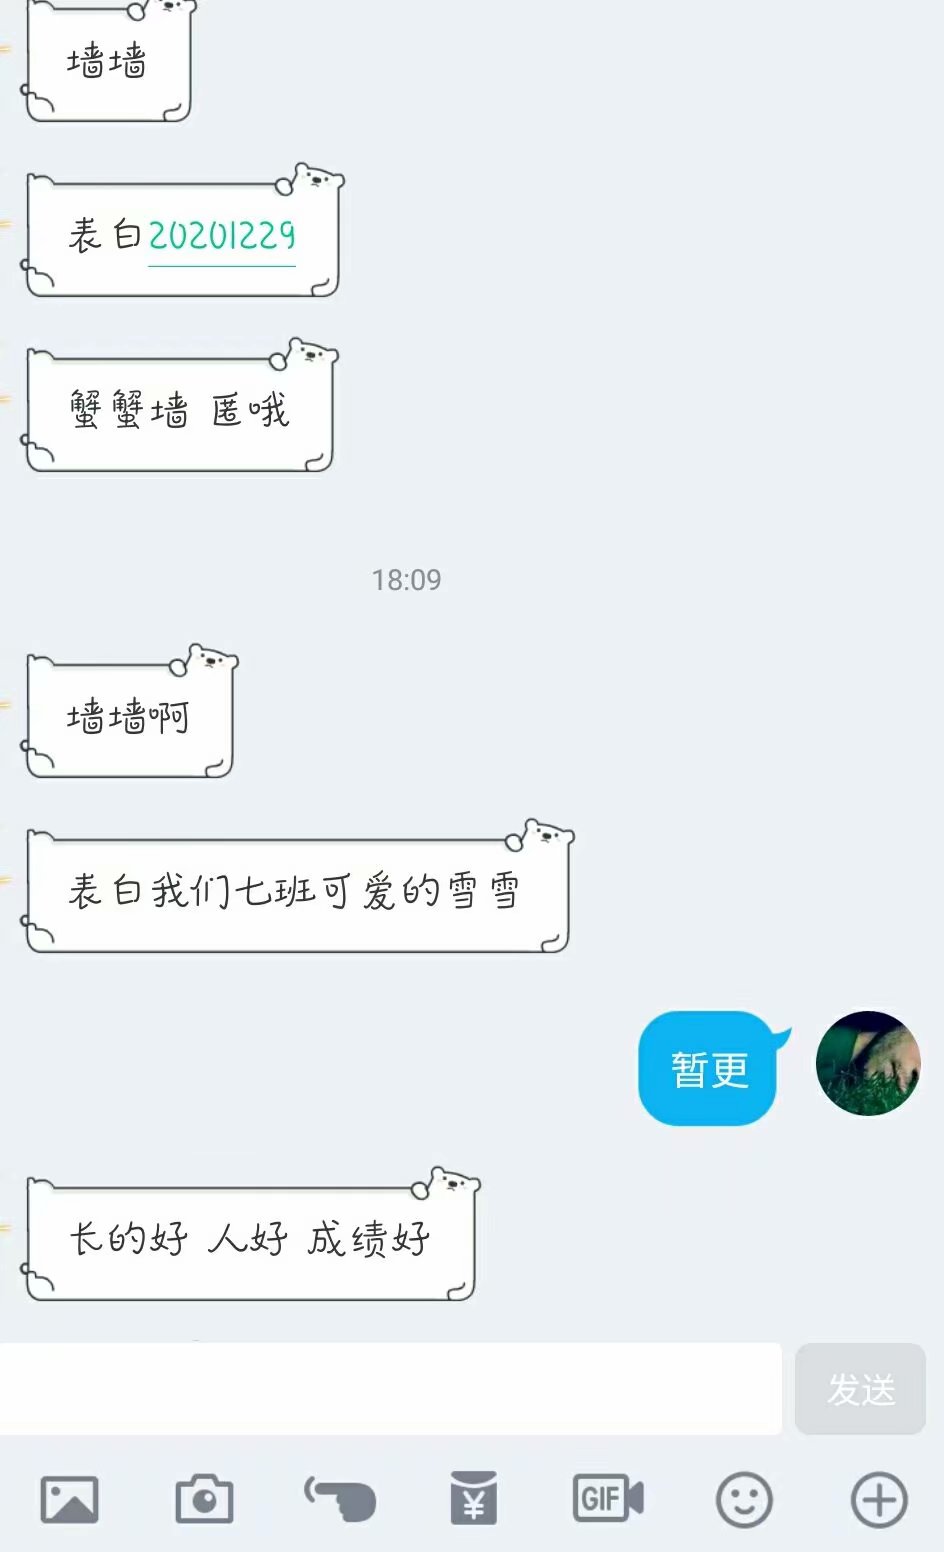 墙墙
表白20201229
蟹蟹墙 匿哦
18:09
墙墙啊
表白我们七班可爱的雪雪
暂更
长的好 人好 成绩好
发送
GIF